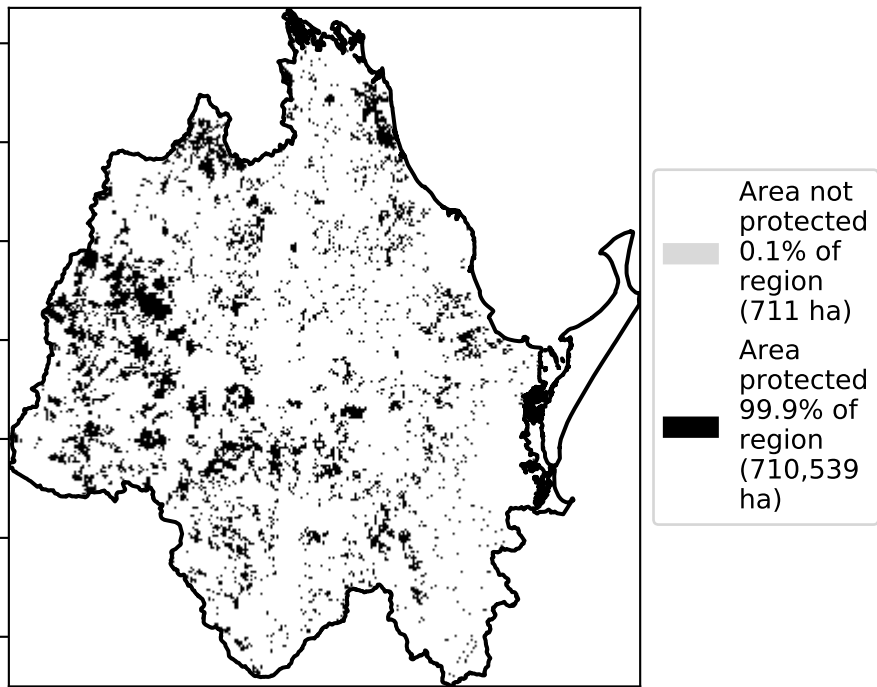 Area not
protected
0.1% of
region
(711 ha)
Area
protected
99.9% of
region
(710,539
ha)